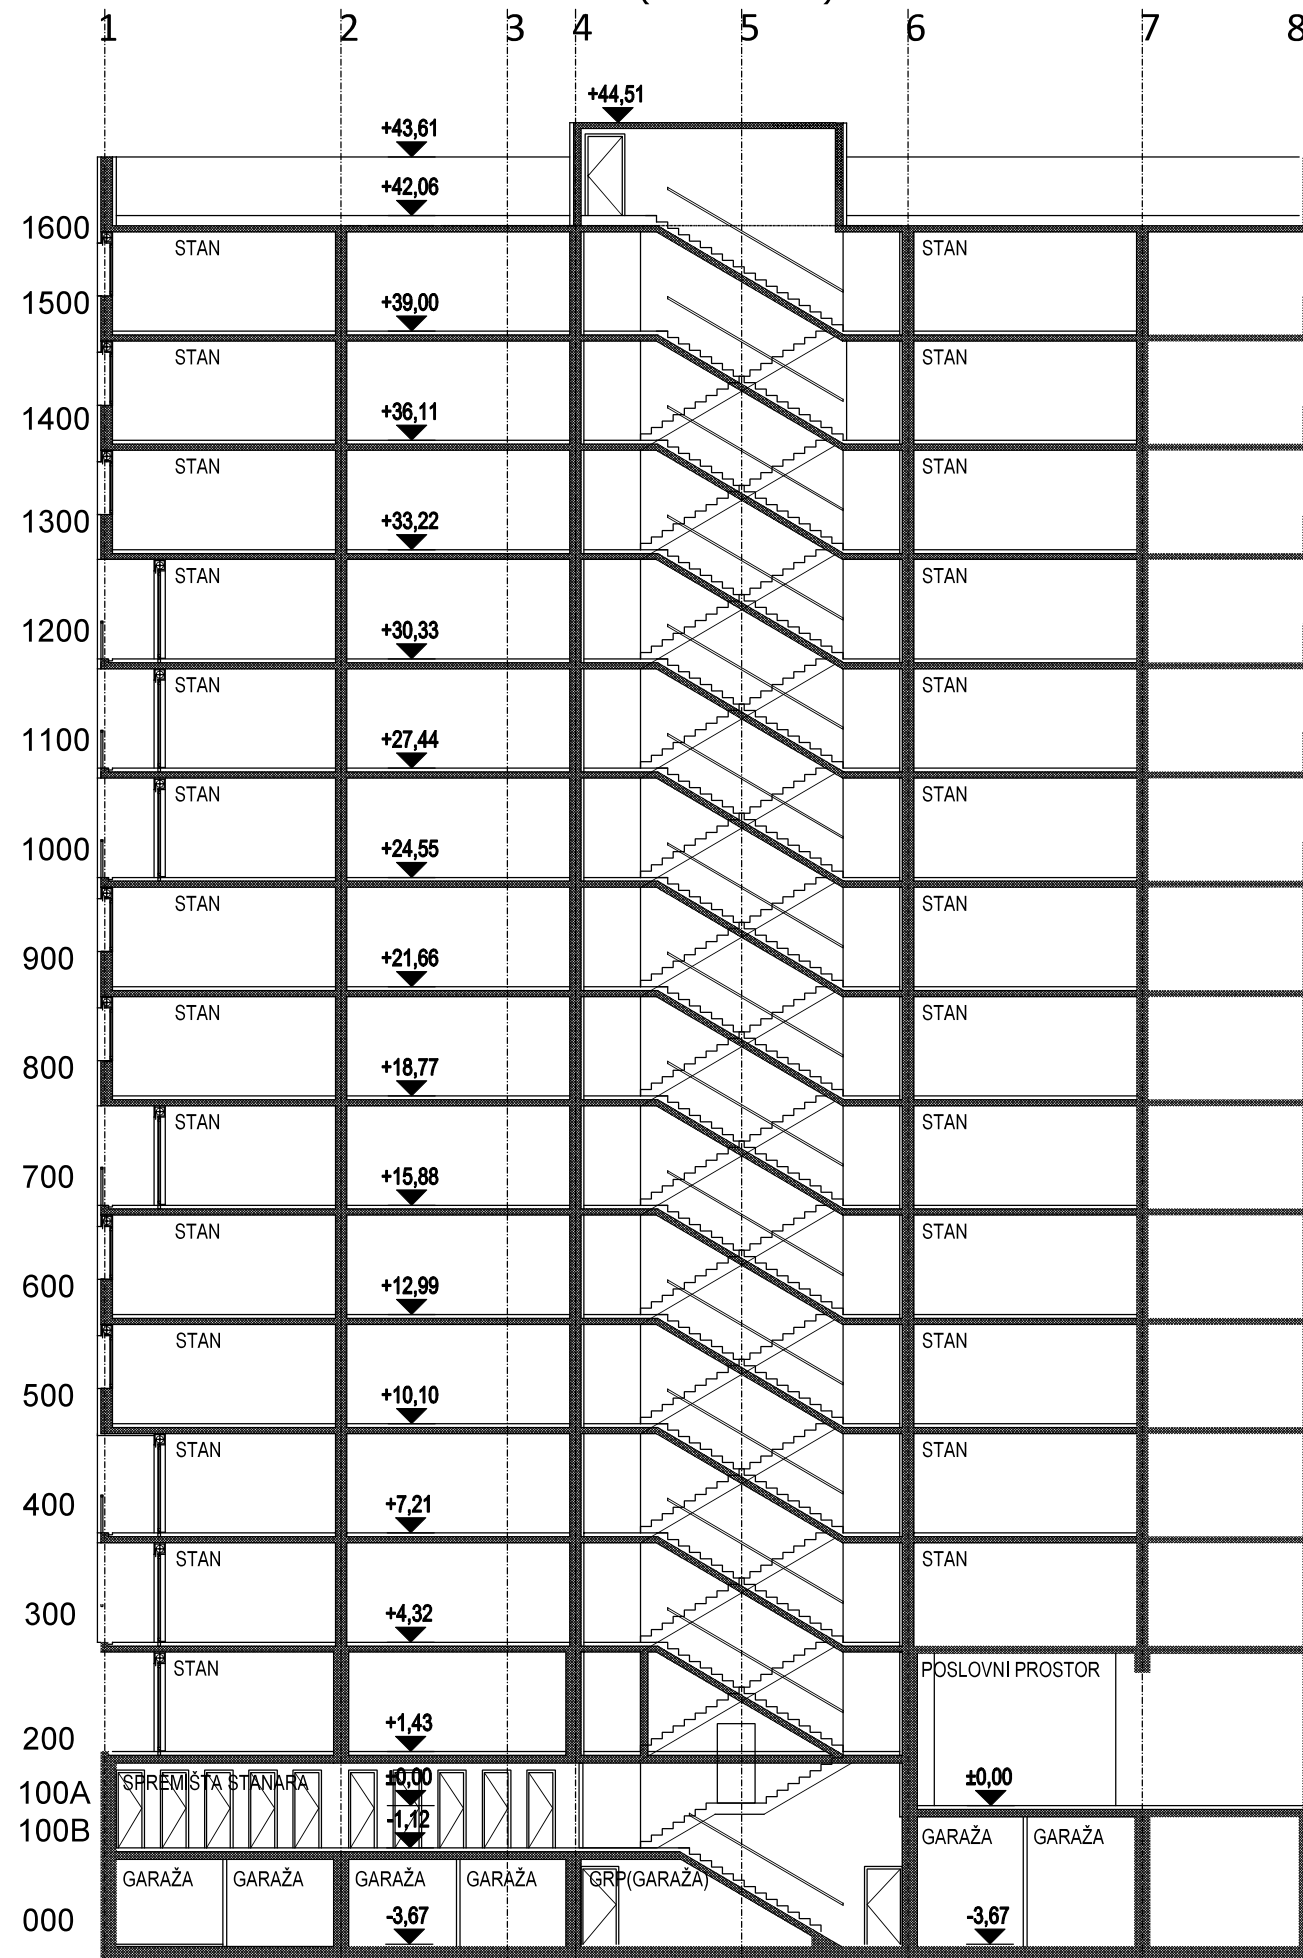 1 2 3 4 5 6 7 8
+44,51
+43,61
+42,06
1600
STAN STAN
1500 +39,00
STAN STAN
1400 +36,11
STAN STAN
1300 +33,22
STAN STAN
1200 +30,33
STAN STAN
1100 +27,44
STAN STAN
1000 +24,55
STAN STAN
900 +21,66
STAN STAN
800 +18,77
STAN STAN
700 +15,88
STAN STAN
600 +12,99
STAN STAN
500 +10,10
STAN STAN
400 +7,21
STAN STAN
300 +4,32
STAN POSLOVNI PROSTOR
200 +1,43
SPREMIŠTA STANARA ±0,00 ±0,00
100A
-1,12
100B
GARAŽA GARAŽA
GARAŽA GARAŽA GARAŽA GARAŽA GRP(GARAŽA)
000 -3,67 -3,67